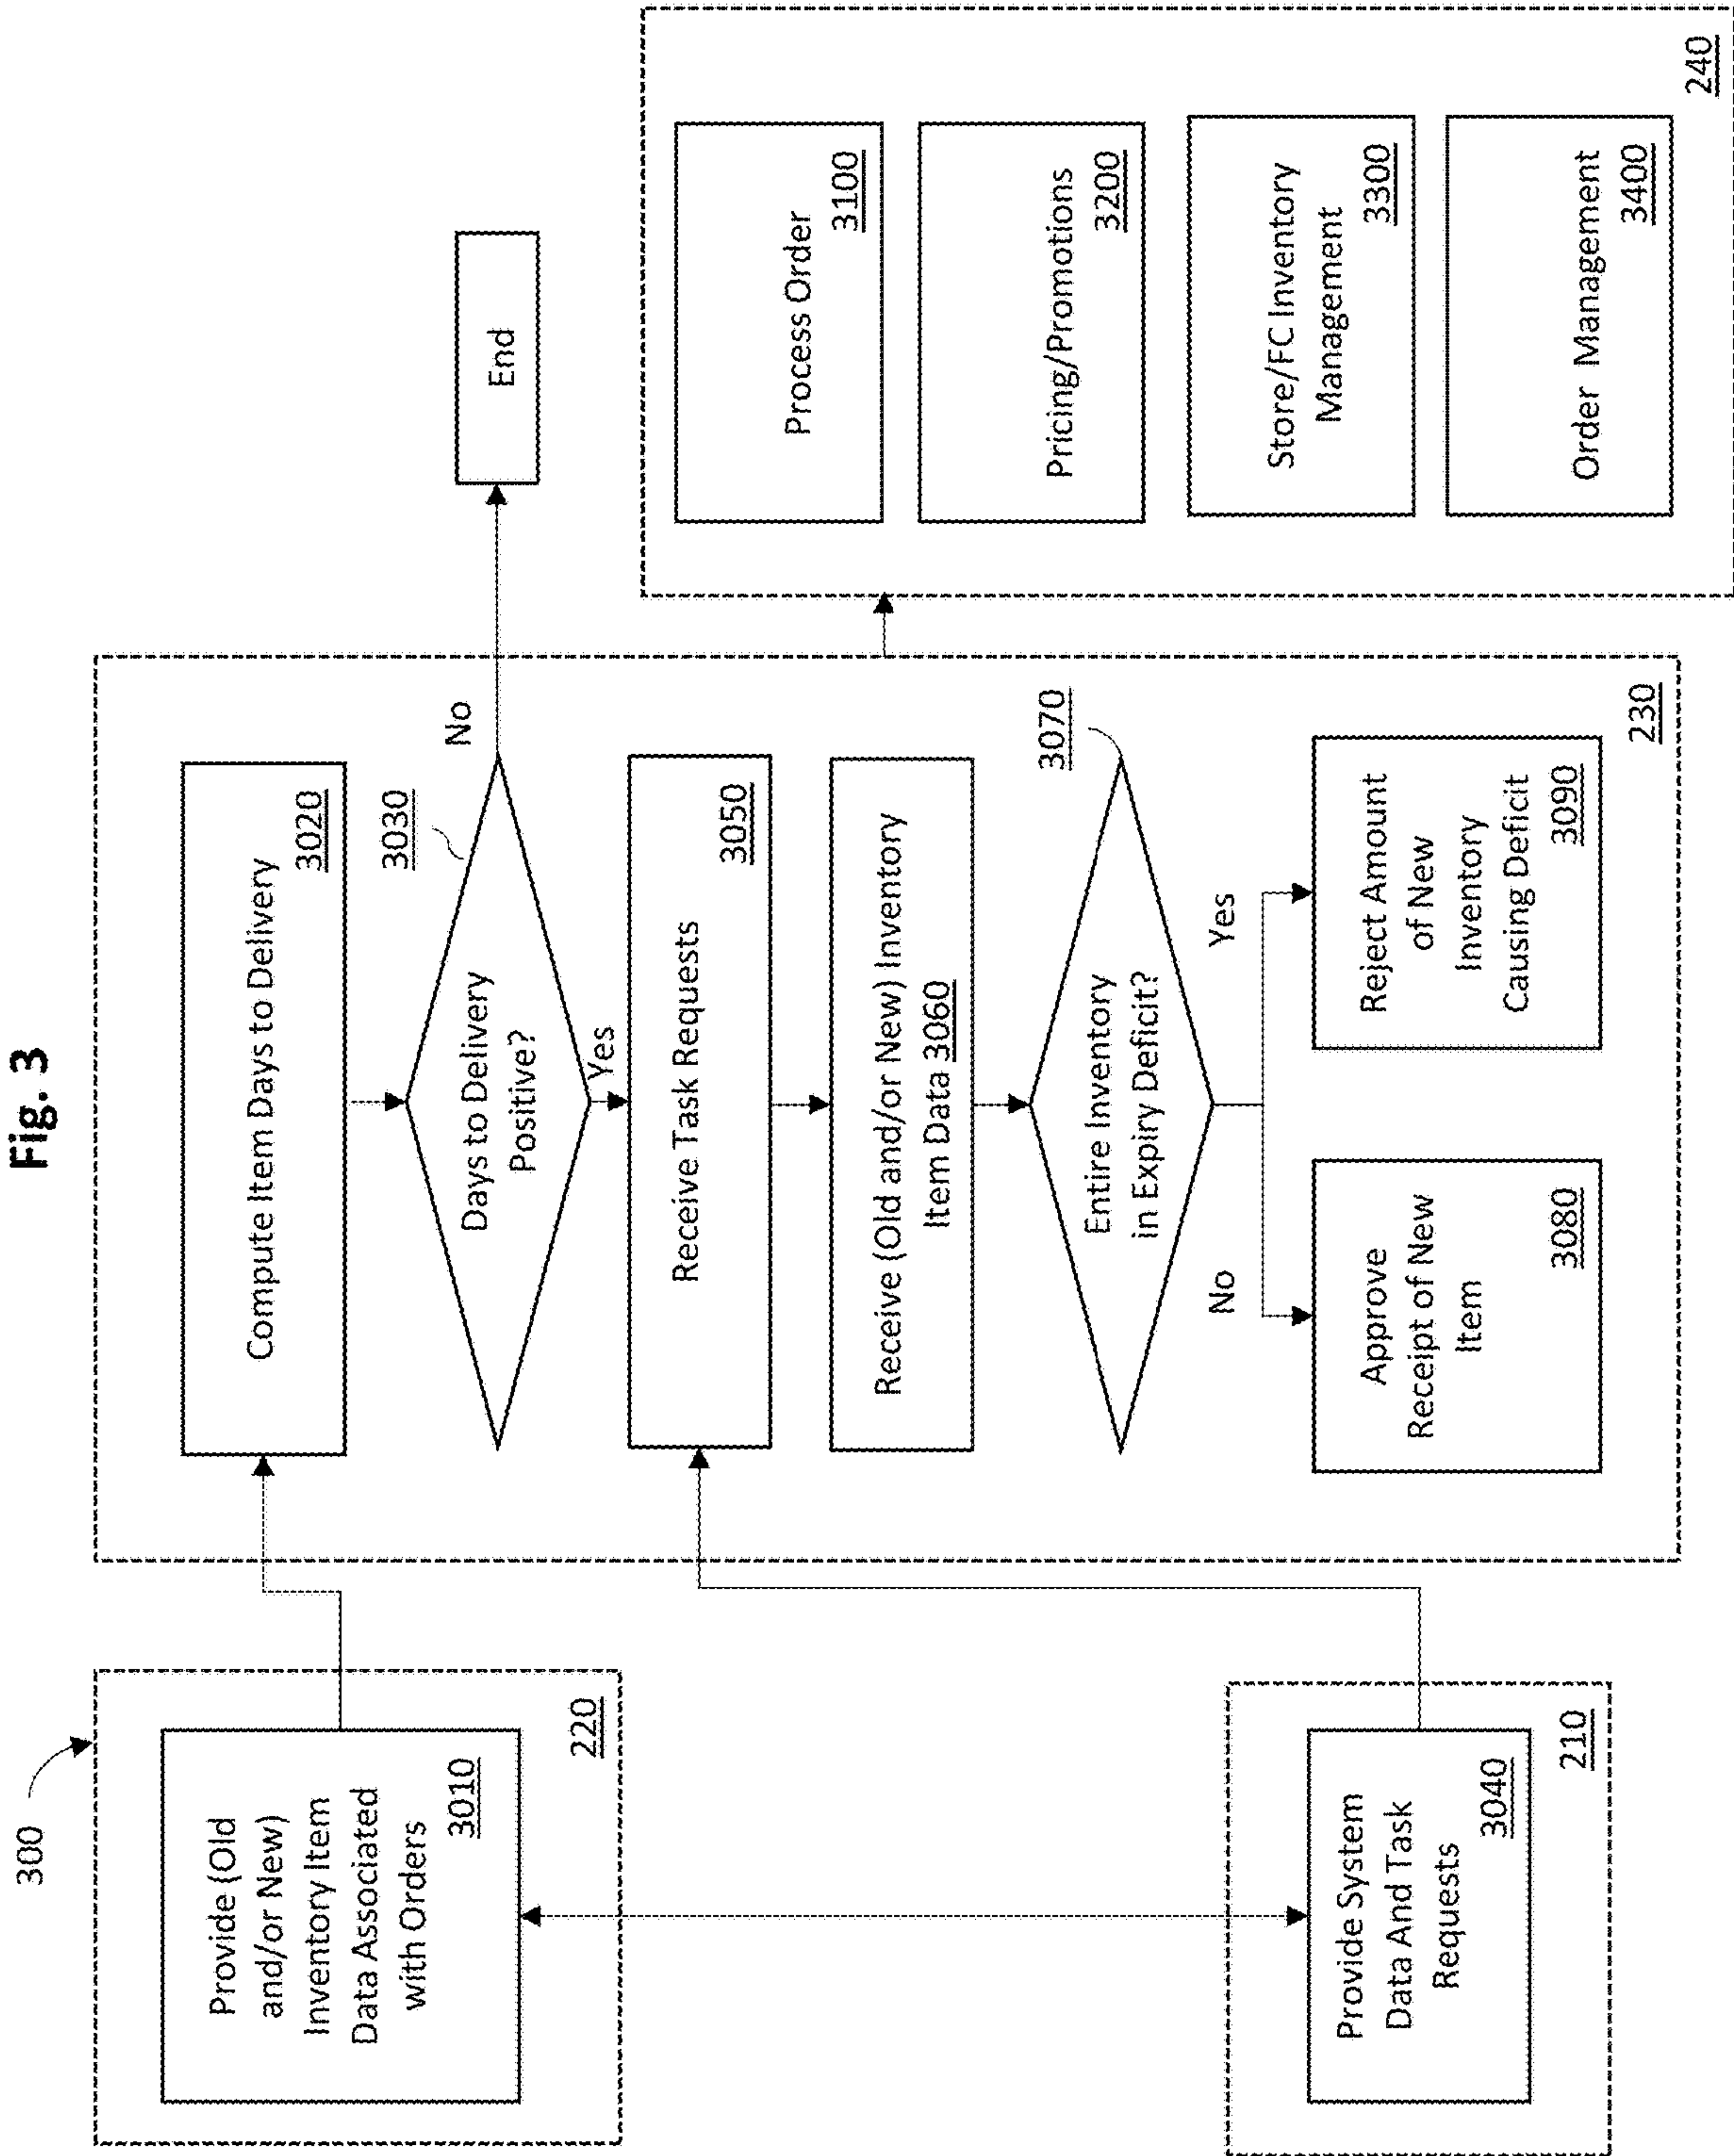 Fig. 3
300
Provide (Old
and/or New)
Inventory Item
Data Associated
with Orders
3010
220
Provide System
Data And Task
Requests
3040
210
Compute Item Days to Delivery
3020
Days to Delivery
Positive?
3030
No
Yes
End
Receive Task Requests
3050
Receive (Old and/or New) Inventory
Item Data 3060
Entire Inventory
in Expiry Deficit?
3070
No
Yes
Approve
Receipt of New
Item
3080
Reject Amount
of New
Inventory
Causing Deficit
3090
230
Process Order
3100
Pricing/Promotions
3200
Store/FC Inventory
Management
3300
Order Management
3400
240